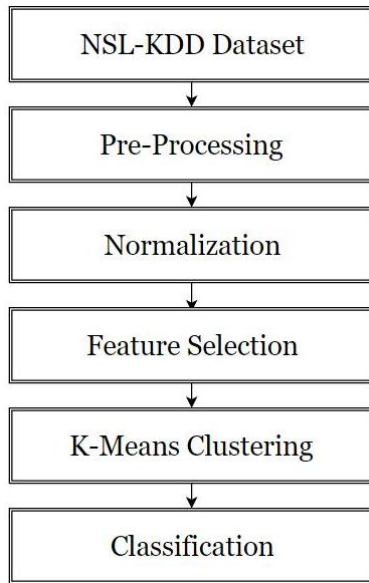 NSL-KDD Dataset
Pre-Processing
Normalization
Feature Selection
K-Means Clustering
Classification